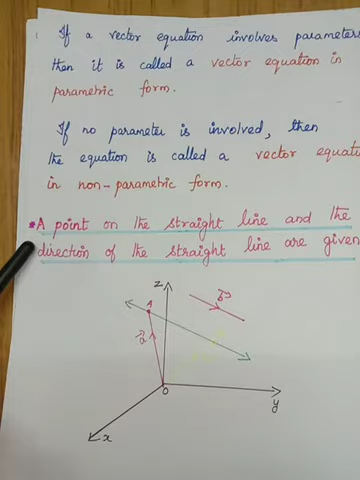 If a vector equation involves parameters
then it is called a vector equation in
parametric form.
If no parameter is involved, then
the equation is called a vector equati
in non-parametric form.
* A point on the straight line and the
direction of the straight line are given
z
A
b
a
O
y
x